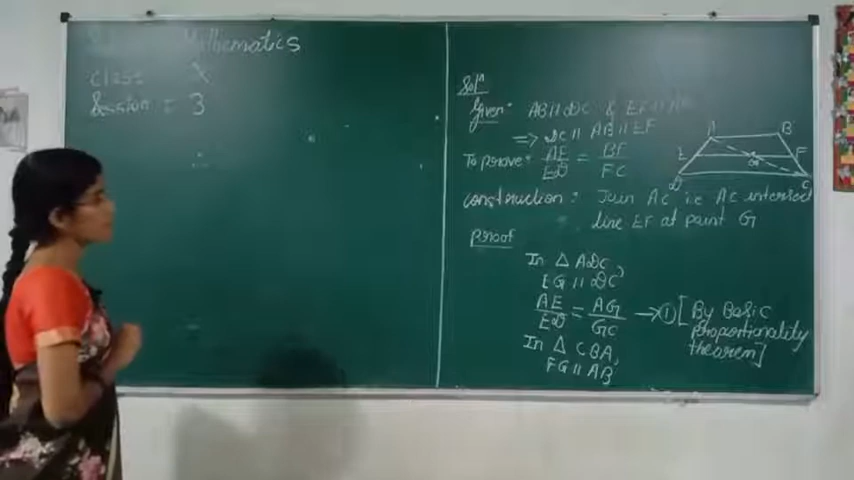 Mathematics
Class X
Session : 3
Solⁿ
Given: AB || DC & EF || AB
=> DC || AB || EF
To prove: AE/ED = BF/FC
A B
E G F
D C
Construction: Join AC i.e AC intersect
line EF at point G
Proof
In △ ADC,
EG || DC
AE/ED = AG/GC → ① [By Basic
proportionality
theorem]
In △ CBA,
FG || AB